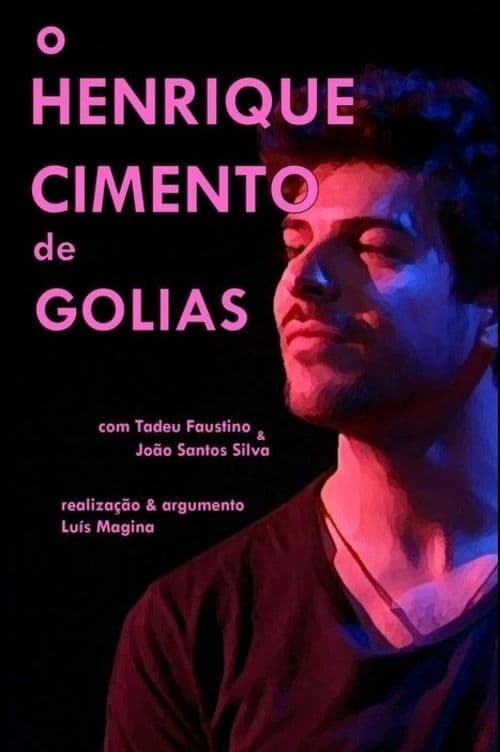 o
HENRIQUE
CIMENTO
de
GOLIAS
com Tadeu Faustino
&
João Santos Silva
realização & argumento
Luís Magina